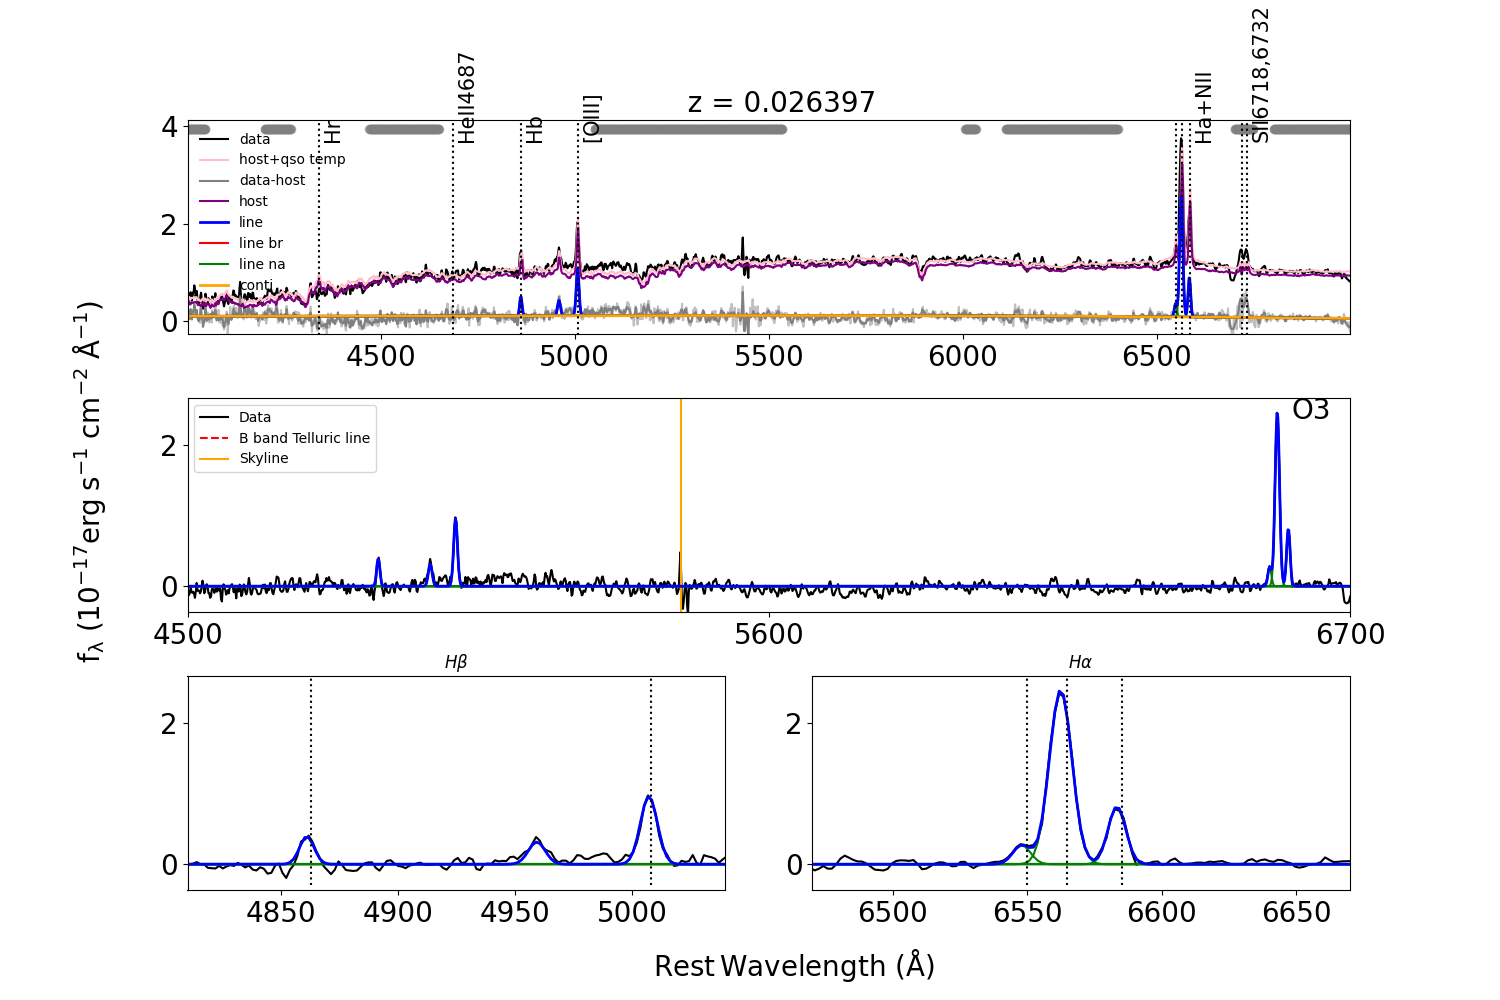 z = 0.026397
Hr
HeII4687
Hb
[OIII]
Ha+NII
SII6718,6732
4
2
0
data
host+qso temp
data-host
host
line
line br
line na
conti
4500
5000
5500
6000
6500
f_λ (10⁻¹⁷erg s⁻¹ cm⁻² Å⁻¹)
2
0
Data
B band Telluric line
Skyline
O3
4500
5600
6700
Hβ
2
0
4850
4900
4950
5000
Hα
2
0
6500
6550
6600
6650
Rest Wavelength (Å)